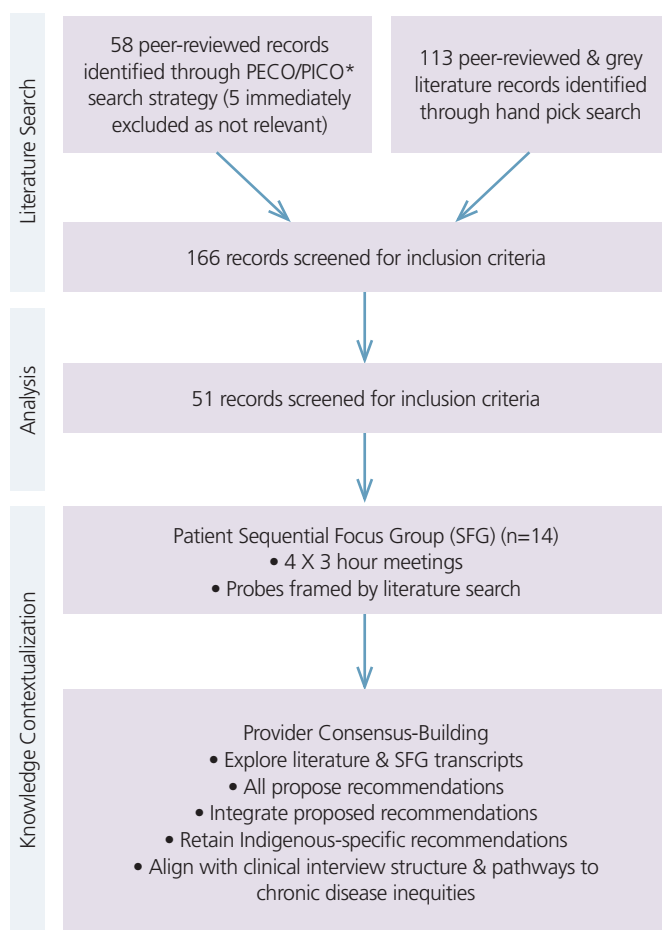 Literature Search
58 peer-reviewed records
identified through PECO/PICO*
search strategy (5 immediately
excluded as not relevant)
113 peer-reviewed & grey
literature records identified
through hand pick search
166 records screened for inclusion criteria
Analysis
51 records screened for inclusion criteria
Knowledge Contextualization
Patient Sequential Focus Group (SFG) (n=14)
• 4 X 3 hour meetings
• Probes framed by literature search
Provider Consensus-Building
• Explore literature & SFG transcripts
• All propose recommendations
• Integrate proposed recommendations
• Retain Indigenous-specific recommendations
• Align with clinical interview structure & pathways to
chronic disease inequities